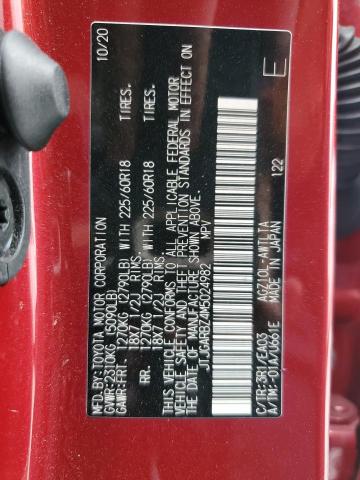 MFD.BY:TOYOTA MOTOR CORPORATION 10/20
GVWR:2310KG (5090LB)
GAWR:FRT. 1270KG (2790LB) WITH 225/60R18 TIRES.
18X7 1/2J RIMS.
RR. 1270KG (2790LB) WITH 225/60R18 TIRES.
18X7 1/2J RIMS.
THIS VEHICLE CONFORMS TO ALL APPLICABLE FEDERAL MOTOR
VEHICLE SAFETY AND THEFT PREVENTION STANDARDS IN EFFECT ON
THE DATE OF MANUFACTURE SHOWN ABOVE.
JTJGARBZ4M5024982 MPV E
C/TR:3R1/EA03 AGZ10L-AWTLTA
A/TM:-01A/U661E MADE IN JAPAN 122